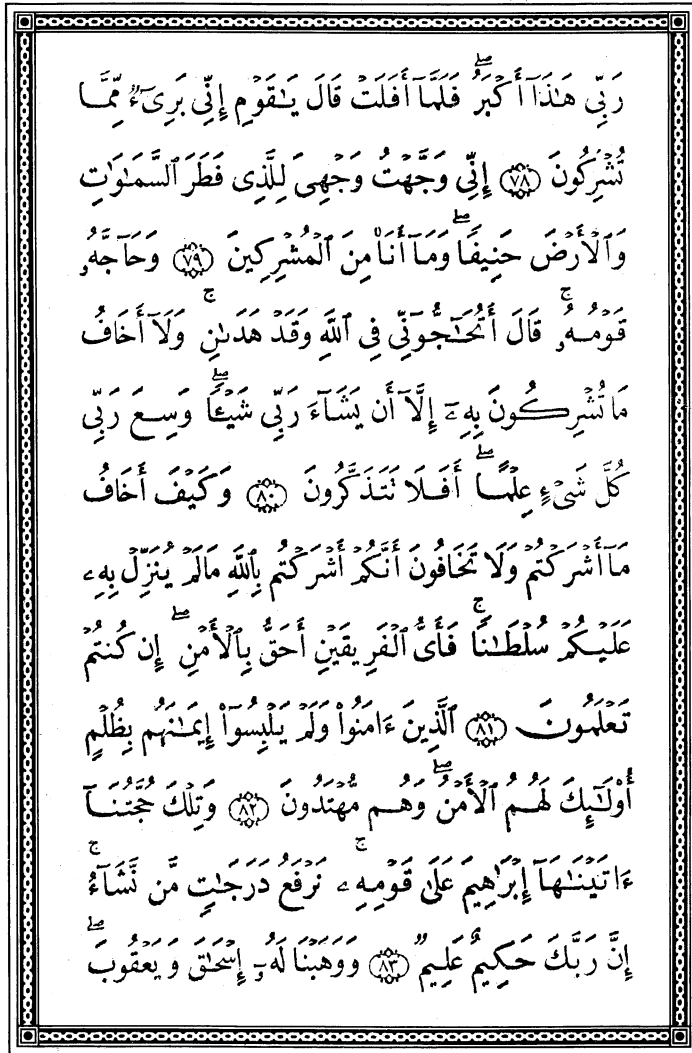 رَبِّي هَٰذَآ أَكْبَرُ ۖ فَلَمَّآ أَفَلَتْ قَالَ يَٰقَوْمِ إِنِّي بَرِيٓءٌ مِّمَّا
تُشْرِكُونَ ﴿٧٨﴾ إِنِّي وَجَّهْتُ وَجْهِيَ لِلَّذِي فَطَرَ ٱلسَّمَٰوَٰتِ
وَٱلْأَرْضَ حَنِيفًا ۖ وَمَآ أَنَا۠ مِنَ ٱلْمُشْرِكِينَ ﴿٧٩﴾ وَحَآجَّهُۥ
قَوْمُهُۥ ۚ قَالَ أَتُحَٰٓجُّوٓنِّي فِي ٱللَّهِ وَقَدْ هَدَىٰنِ ۚ وَلَآ أَخَافُ
مَا تُشْرِكُونَ بِهِۦٓ إِلَّآ أَن يَشَآءَ رَبِّي شَيْـًٔا ۖ وَسِعَ رَبِّي
كُلَّ شَيْءٍ عِلْمًا ۖ أَفَلَا تَتَذَكَّرُونَ ﴿٨٠﴾ وَكَيْفَ أَخَافُ
مَآ أَشْرَكْتُمْ وَلَا تَخَافُونَ أَنَّكُمْ أَشْرَكْتُم بِٱللَّهِ مَا لَمْ يُنَزِّلْ بِهِۦ
عَلَيْكُمْ سُلْطَٰنًا ۚ فَأَيُّ ٱلْفَرِيقَيْنِ أَحَقُّ بِٱلْأَمْنِ ۖ إِن كُنتُمْ
تَعْلَمُونَ ﴿٨١﴾ ٱلَّذِينَ ءَامَنُوا۟ وَلَمْ يَلْبِسُوٓا۟ إِيمَٰنَهُم بِظُلْمٍ
أُو۟لَٰٓئِكَ لَهُمُ ٱلْأَمْنُ ۖ وَهُم مُّهْتَدُونَ ﴿٨٢﴾ وَتِلْكَ حُجَّتُنَآ
ءَاتَيْنَٰهَآ إِبْرَٰهِيمَ عَلَىٰ قَوْمِهِۦ ۚ نَرْفَعُ دَرَجَٰتٍ مَّن نَّشَآءُ ۚ
إِنَّ رَبَّكَ حَكِيمٌ عَلِيمٌ ﴿٨٣﴾ وَوَهَبْنَا لَهُۥٓ إِسْحَٰقَ وَيَعْقُوبَ ۖ